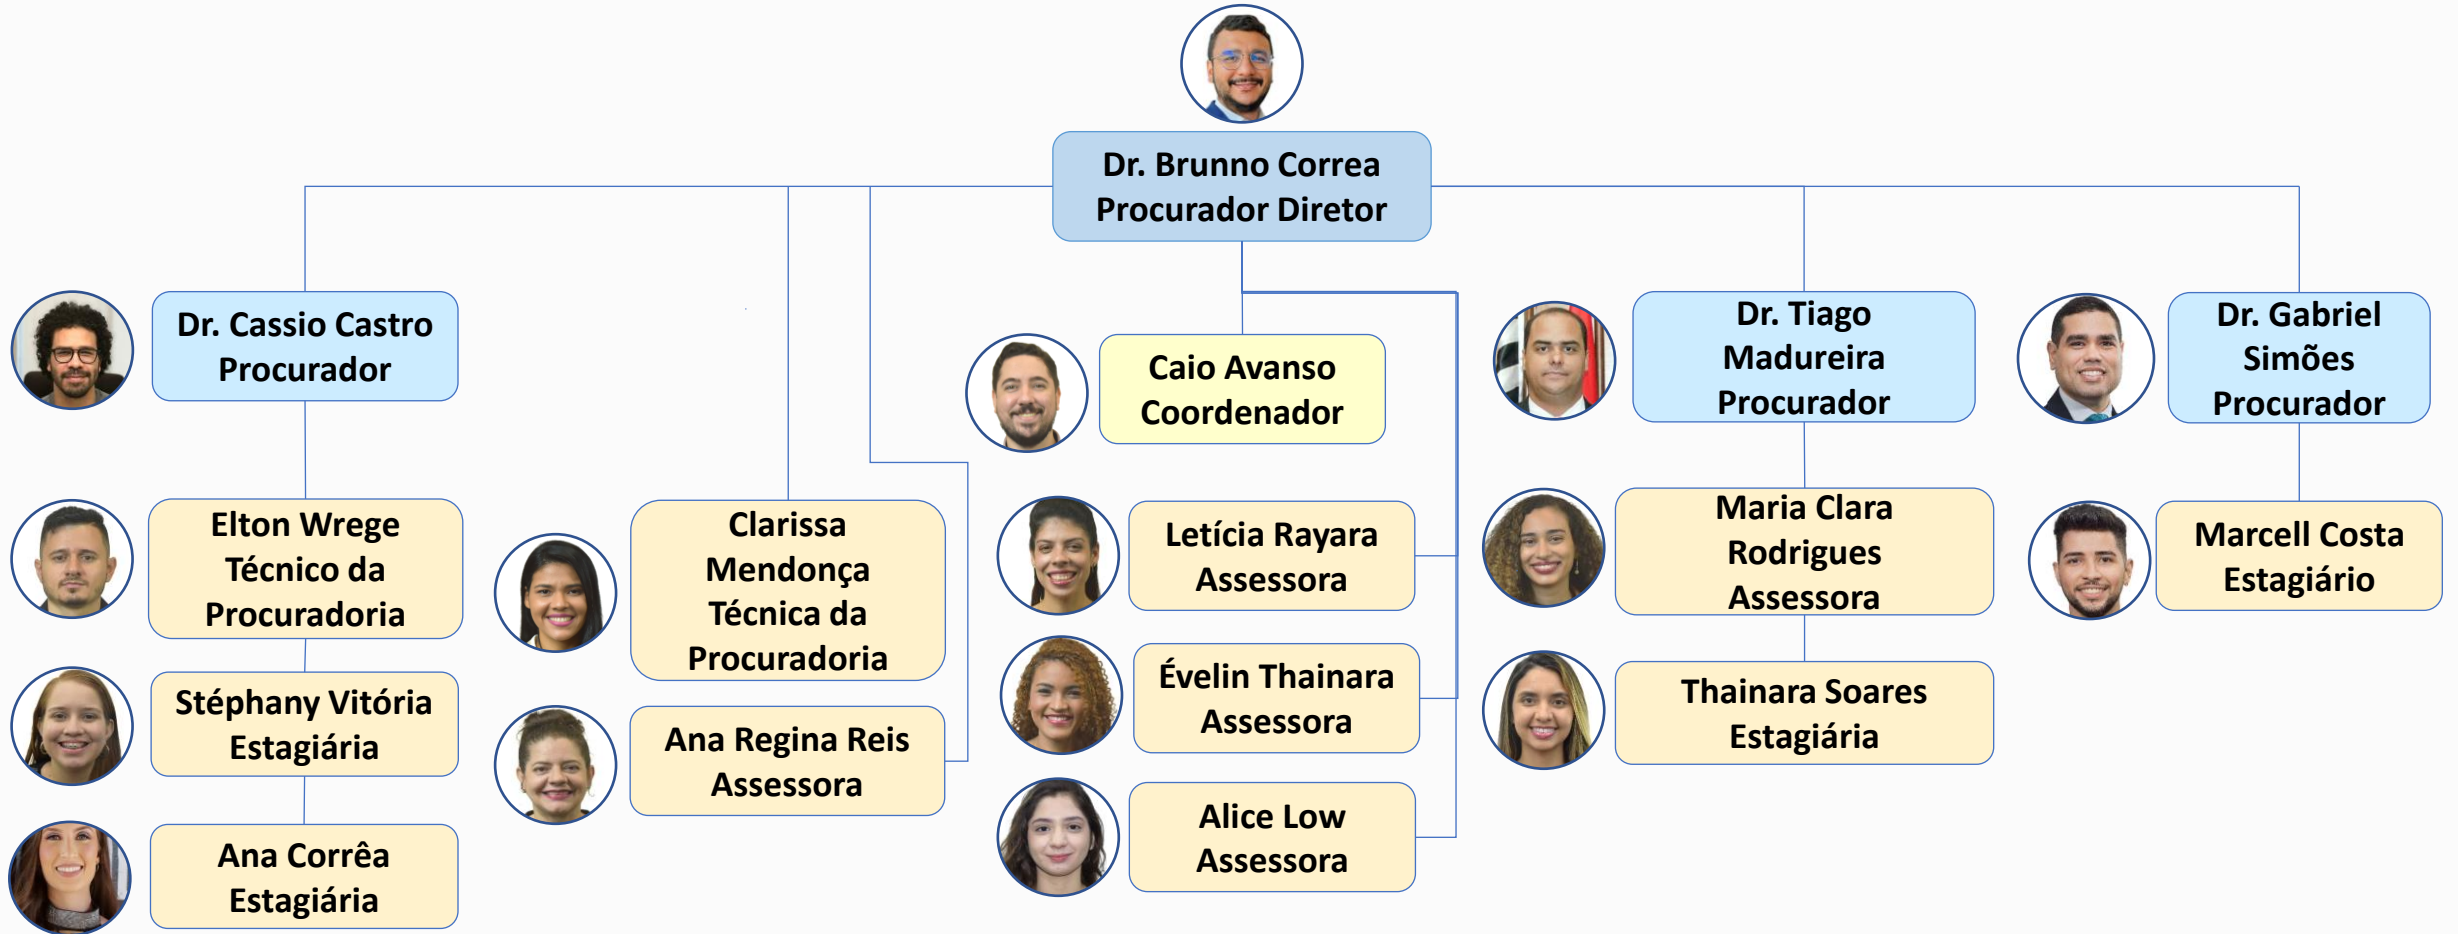 Dr. Brunno Correa
Procurador Diretor
Dr. Cassio Castro
Procurador
Elton Wrege
Técnico da
Procuradoria
Stéphany Vitória
Estagiária
Ana Corrêa
Estagiária
Clarissa
Mendonça
Técnica da
Procuradoria
Ana Regina Reis
Assessora
Caio Avanso
Coordenador
Letícia Rayara
Assessora
Évelin Thainara
Assessora
Alice Low
Assessora
Dr. Tiago
Madureira
Procurador
Maria Clara
Rodrigues
Assessora
Thainara Soares
Estagiária
Dr. Gabriel
Simões
Procurador
Marcell Costa
Estagiário